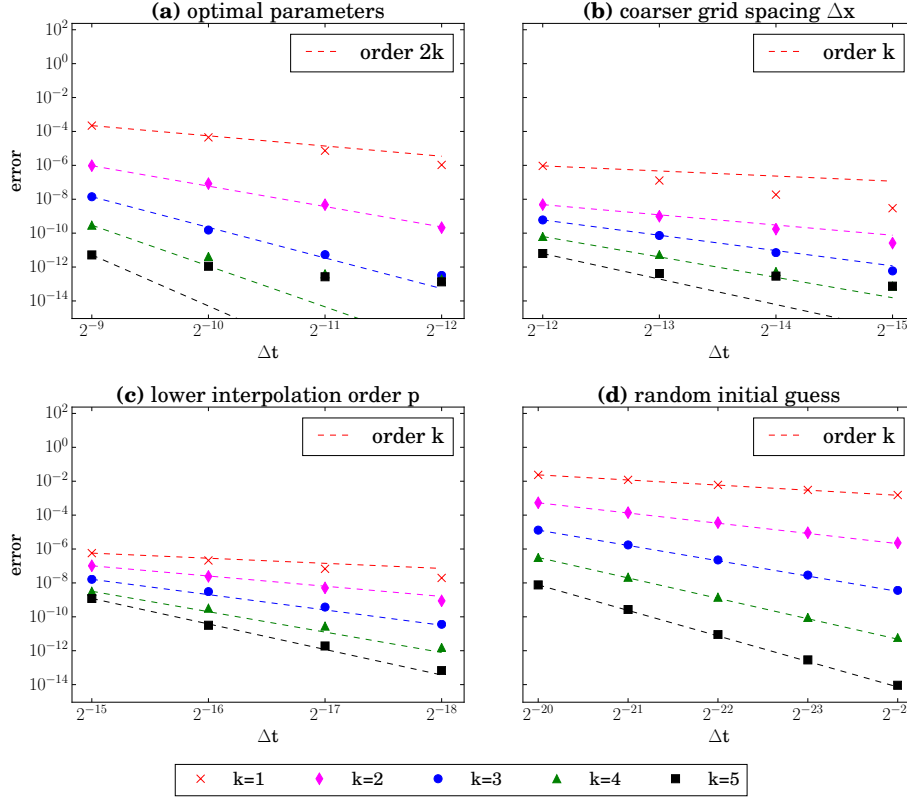 (a) optimal parameters
(b) coarser grid spacing Δx
order 2k
order k
10^2
10^0
10^−2
10^−4
10^−6
10^−8
10^−10
10^−12
10^−14
error
2^−9 2^−10 2^−11 2^−12
2^−12 2^−13 2^−14 2^−15
Δt
Δt
(c) lower interpolation order p
(d) random initial guess
order k
order k
10^2
10^0
10^−2
10^−4
10^−6
10^−8
10^−10
10^−12
10^−14
error
2^−15 2^−16 2^−17 2^−18
2^−20 2^−21 2^−22 2^−23 2^−2
Δt
Δt
k=1 k=2 k=3 k=4 k=5